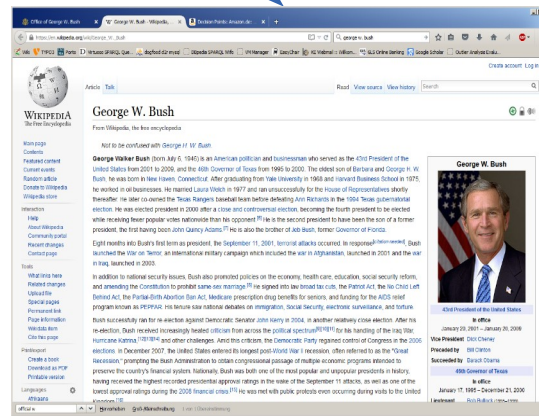 Office of George W. Bush
George W. Bush - Wikipedia,
Decision Points: Amazon.de:
george w. bush
Create account Log in
WIKIPEDIA
The Free Encyclopedia
Article Talk
Read View source View history
Search
George W. Bush
From Wikipedia, the free encyclopedia
Not to be confused with George H. W. Bush
George Walker Bush (born July 6, 1946) is an American politician and businessman who served as the 43rd President of the
United States from 2001 to 2009, and the 46th Governor of Texas from 1995 to 2000. The eldest son of Barbara and George H. W.
Bush, he was born in New Haven, Connecticut. After graduating from Yale University in 1968 and Harvard Business School in 1975,
he worked in oil businesses. He married Laura Welch in 1977 and ran unsuccessfully for the House of Representatives shortly
thereafter. He later co-owned the Texas Rangers baseball team before defeating Ann Richards in the 1994 Texas gubernatorial
election. He was elected president in 2000 after a close and controversial election, becoming the fourth president to be elected
while receiving fewer popular votes nationwide than his opponent. He is the second president to have been the son of a former
president, the first having been John Quincy Adams. He is also the brother of Jeb Bush, former Governor of Florida.
Eight months into Bush's first term as president, the September 11, 2001, terrorist attacks occurred. In response, Bush
launched the War on Terror, an international military campaign which included the war in Afghanistan, launched in 2001 and the war
in Iraq, launched in 2003.
In addition to national security issues, Bush also promoted policies on the economy, health care, education, social security reform,
and amending the Constitution to prohibit same-sex marriage. He signed into law broad tax cuts, the Patriot Act, the No Child Left
Behind Act, the Partial-Birth Abortion Ban Act, Medicare prescription drug benefits for seniors, and funding for the AIDS relief
program known as PEPFAR. His tenure saw national debates on immigration, Social Security, electronic surveillance, and torture.
Bush successfully ran for re-election against Democratic Senator John Kerry in 2004, in another relatively close election. After his
re-election, Bush received increasingly heated criticism from across the political spectrum for his handling of the Iraq War,
Hurricane Katrina, and other challenges. Amid this criticism, the Democratic Party regained control of Congress in the 2006
elections. In December 2007, the United States entered its longest post-World War II recession, often referred to as the "Great
Recession," prompting the Bush Administration to obtain congressional passage of multiple economic programs intended to
preserve the country's financial system. Nationally, Bush was both one of the most popular and unpopular presidents in history,
having received the highest recorded presidential approval ratings in the wake of the September 11 attacks, as well as one of the
lowest approval ratings during the 2008 financial crisis. He was met with public protests even occurring during visits to the United
Main page
Contents
Featured content
Current events
Random article
Donate to Wikipedia
Wikipedia store
Interaction
Help
About Wikipedia
Community portal
Recent changes
Contact page
Tools
What links here
Related changes
Upload file
Special pages
Permanent link
Page information
Wikidata item
Cite this page
Print/export
Create a book
Download as PDF
Printable version
Languages
Afrikaans
George W. Bush
43rd President of the United States
In office
January 20, 2001 – January 20, 2009
Vice President Dick Cheney
Preceded by Bill Clinton
Succeeded by Barack Obama
46th Governor of Texas
In office
January 17, 1995 – December 21, 2000